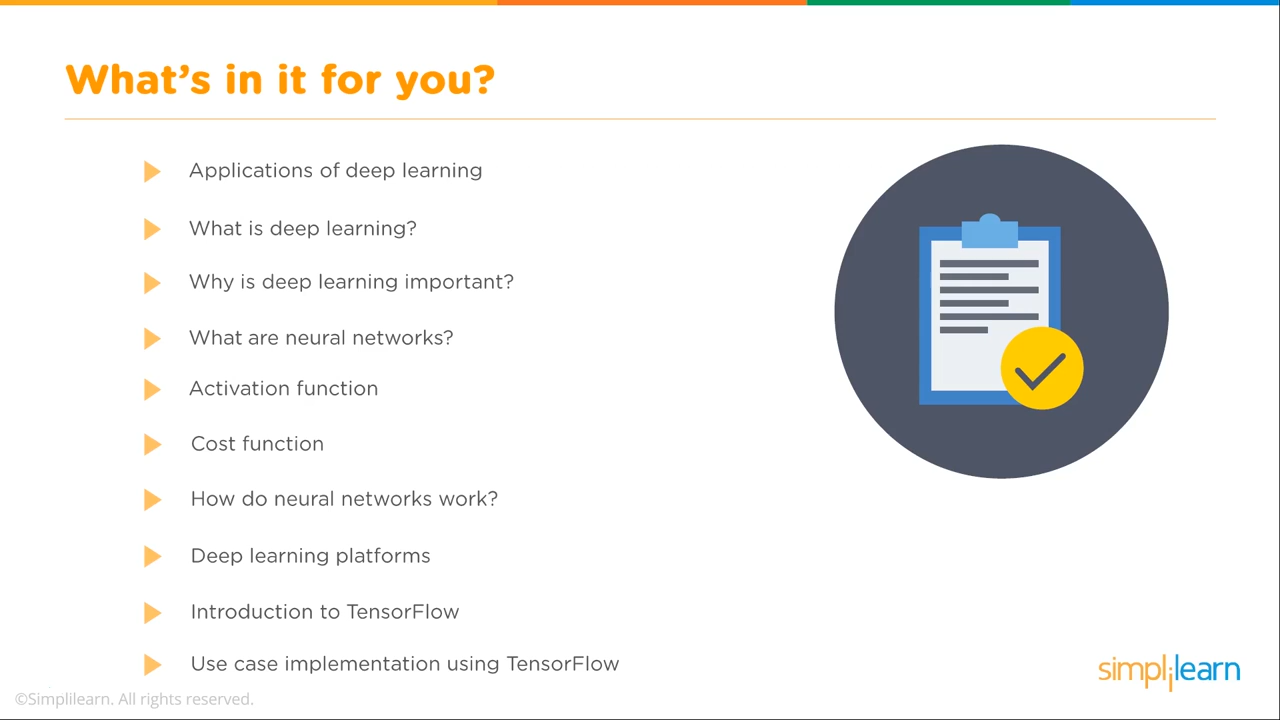 What's in it for you?
Applications of deep learning
What is deep learning?
Why is deep learning important?
What are neural networks?
Activation function
Cost function
How do neural networks work?
Deep learning platforms
Introduction to TensorFlow
Use case implementation using TensorFlow
simplilearn
©Simplilearn. All rights reserved.